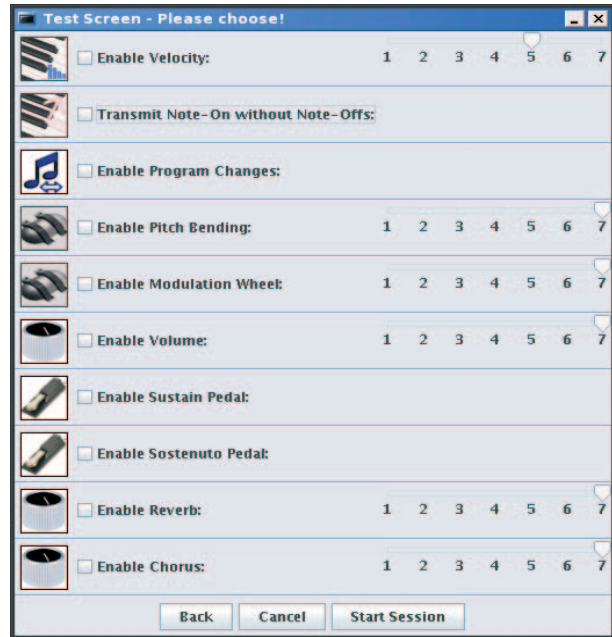 Test Screen - Please choose!
Enable Velocity: 1 2 3 4 5 6 7
Transmit Note-On without Note-Offs:
Enable Program Changes:
Enable Pitch Bending: 1 2 3 4 5 6 7
Enable Modulation Wheel: 1 2 3 4 5 6 7
Enable Volume: 1 2 3 4 5 6 7
Enable Sustain Pedal:
Enable Sostenuto Pedal:
Enable Reverb: 1 2 3 4 5 6 7
Enable Chorus: 1 2 3 4 5 6 7
Back Cancel Start Session